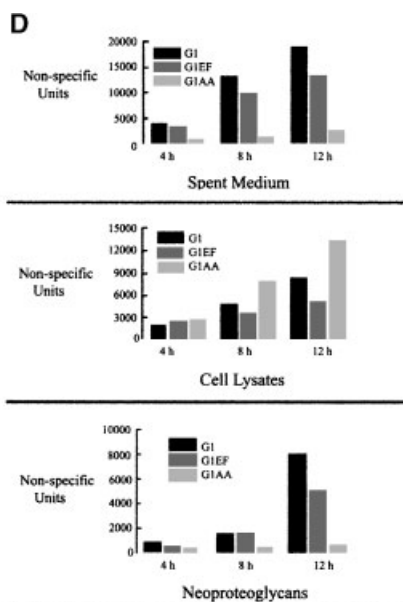 D
20000
15000
10000
5000
0
Non-specific
Units
G1
G1EF
G1AA
4 h
8 h
12 h
Spent Medium
15000
12000
9000
6000
3000
0
Non-specific
Units
G1
G1EF
G1AA
4 h
8 h
12 h
Cell Lysates
10000
8000
6000
4000
2000
0
Non-specific
Units
G1
G1EF
G1AA
4 h
8 h
12 h
Neoproteoglycans